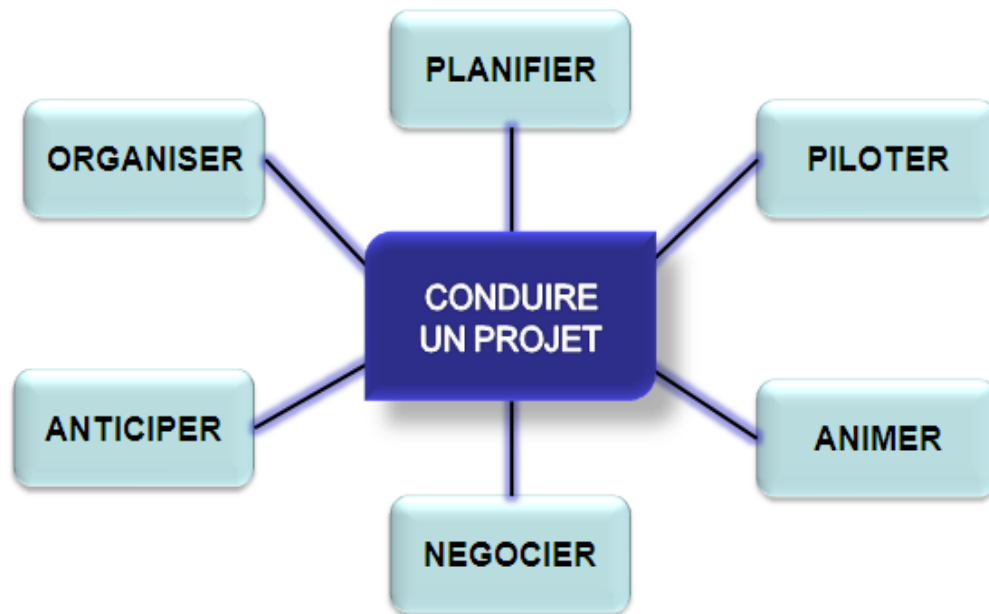 PLANIFIER
ORGANISER
PILOTER
CONDUIRE
UN PROJET
ANTICIPER
ANIMER
NEGOCIER